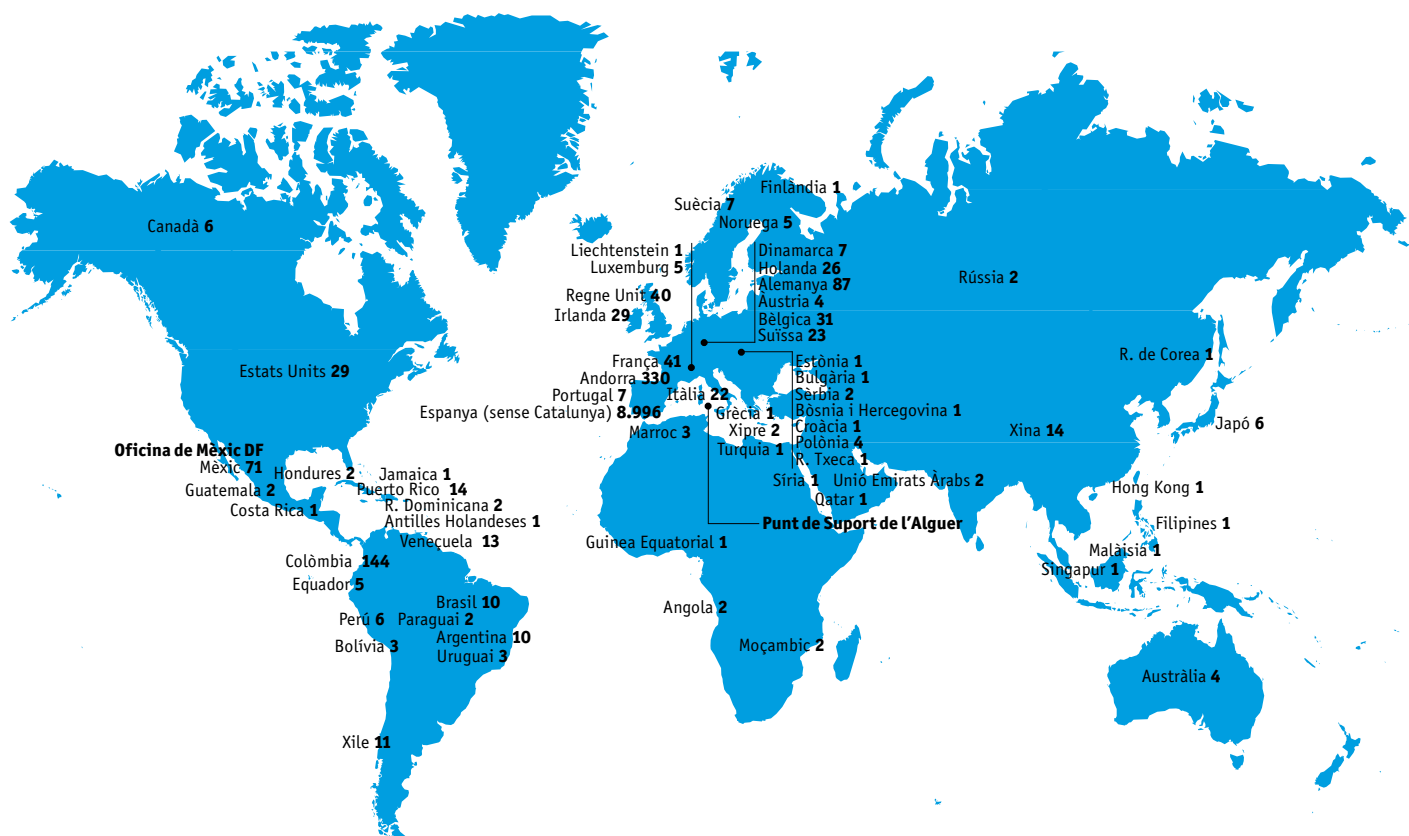 Canadà 6
Estats Units 29
Oficina de Mèxic DF
Mèxic 71
Hondures 2
Guatemala 2
Costa Rica 1
Jamaica 1
Puerto Rico 14
R. Dominicana 2
Antilles Holandeses 1
Veneçuela 13
Colòmbia 144
Equador 5
Brasil 10
Perú 6
Paraguai 2
Argentina 10
Bolívia 3
Uruguai 3
Xile 11
Finlàndia 1
Suècia 7
Noruega 5
Liechtenstein 1
Luxemburg 5
Regne Unit 40
Irlanda 29
Dinamarca 7
Holanda 26
Alemanya 87
Àustria 4
Bèlgica 31
Suïssa 23
França 41
Andorra 330
Portugal 7
Espanya (sense Catalunya) 8.996
Itàlia 22
Grècia 1
Xipre 2
Marroc 3
Turquia 1
Estònia 1
Bulgària 1
Sèrbia 2
Bòsnia i Hercegovina 1
Croàcia 1
Polònia 4
R. Txeca 1
Síria 1
Unió Emirats Àrabs 2
Qatar 1
Punt de Suport de l'Alguer
Guinea Equatorial 1
Angola 2
Moçambic 2
Rússia 2
R. de Corea 1
Xina 14
Japó 6
Hong Kong 1
Filipines 1
Malàisia 1
Singapur 1
Austràlia 4